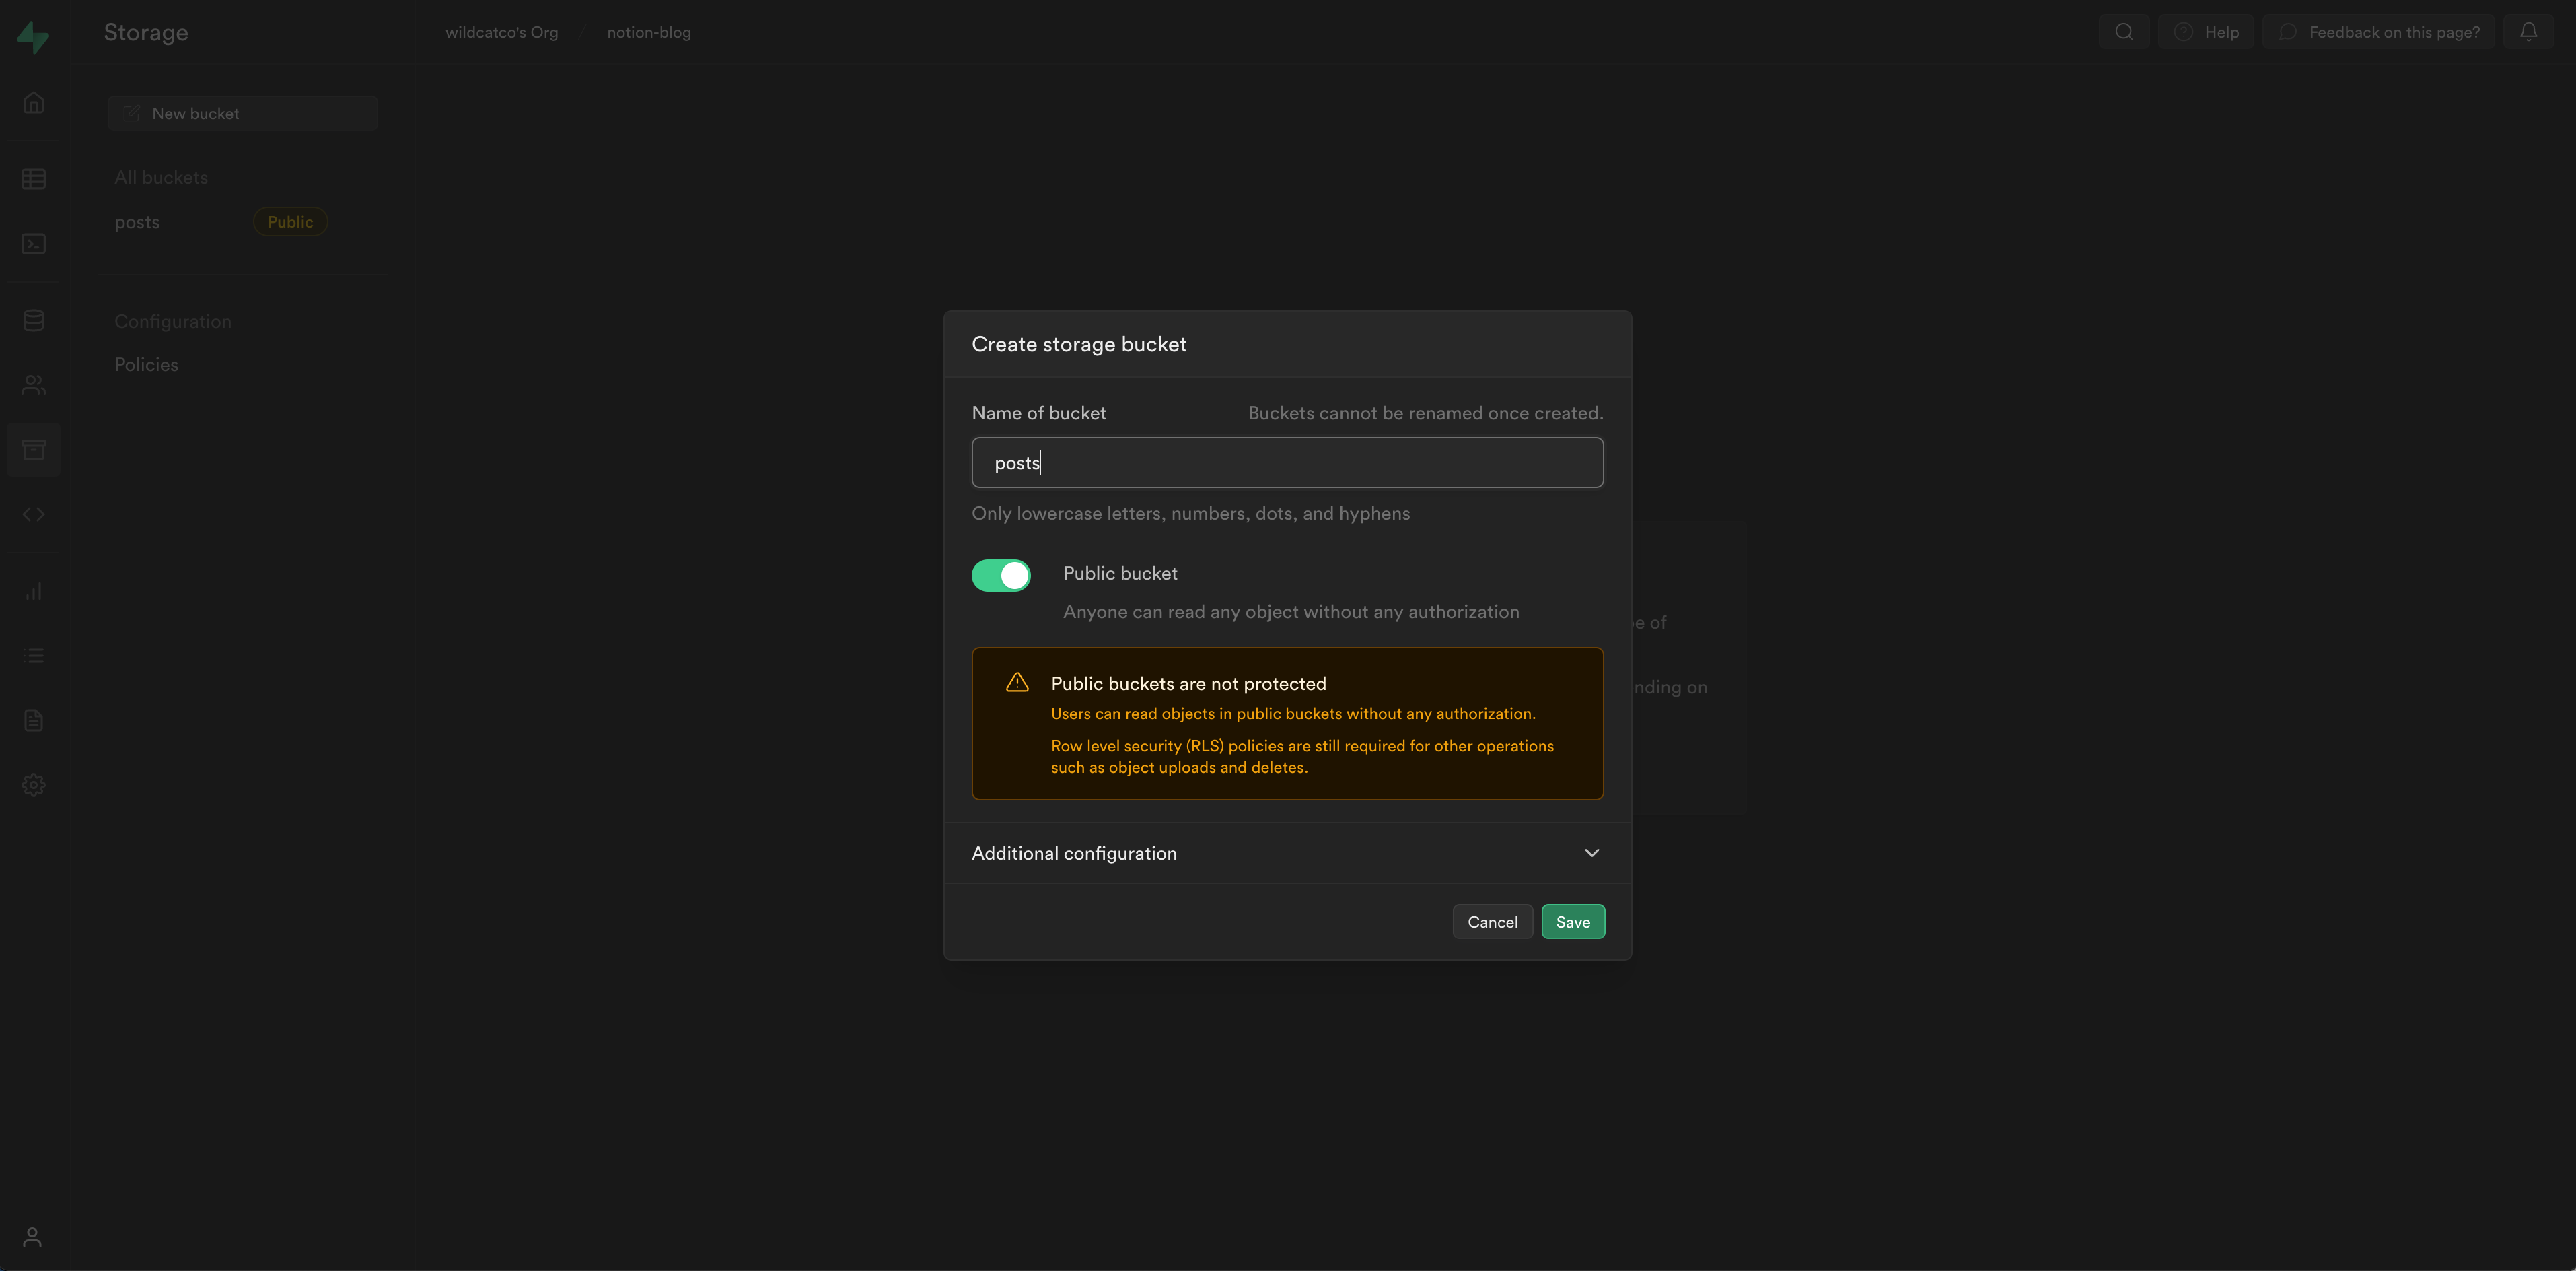 Storage
wildcatco's Org / notion-blog
Help
Feedback on this page?
New bucket
All buckets
posts Public
Configuration
Policies
Create storage bucket
Name of bucket Buckets cannot be renamed once created.
posts
Only lowercase letters, numbers, dots, and hyphens
Public bucket
Anyone can read any object without any authorization
of
Public buckets are not protected
on
Users can read objects in public buckets without any authorization.
Row level security (RLS) policies are still required for other operations
such as object uploads and deletes.
Additional configuration
Cancel Save